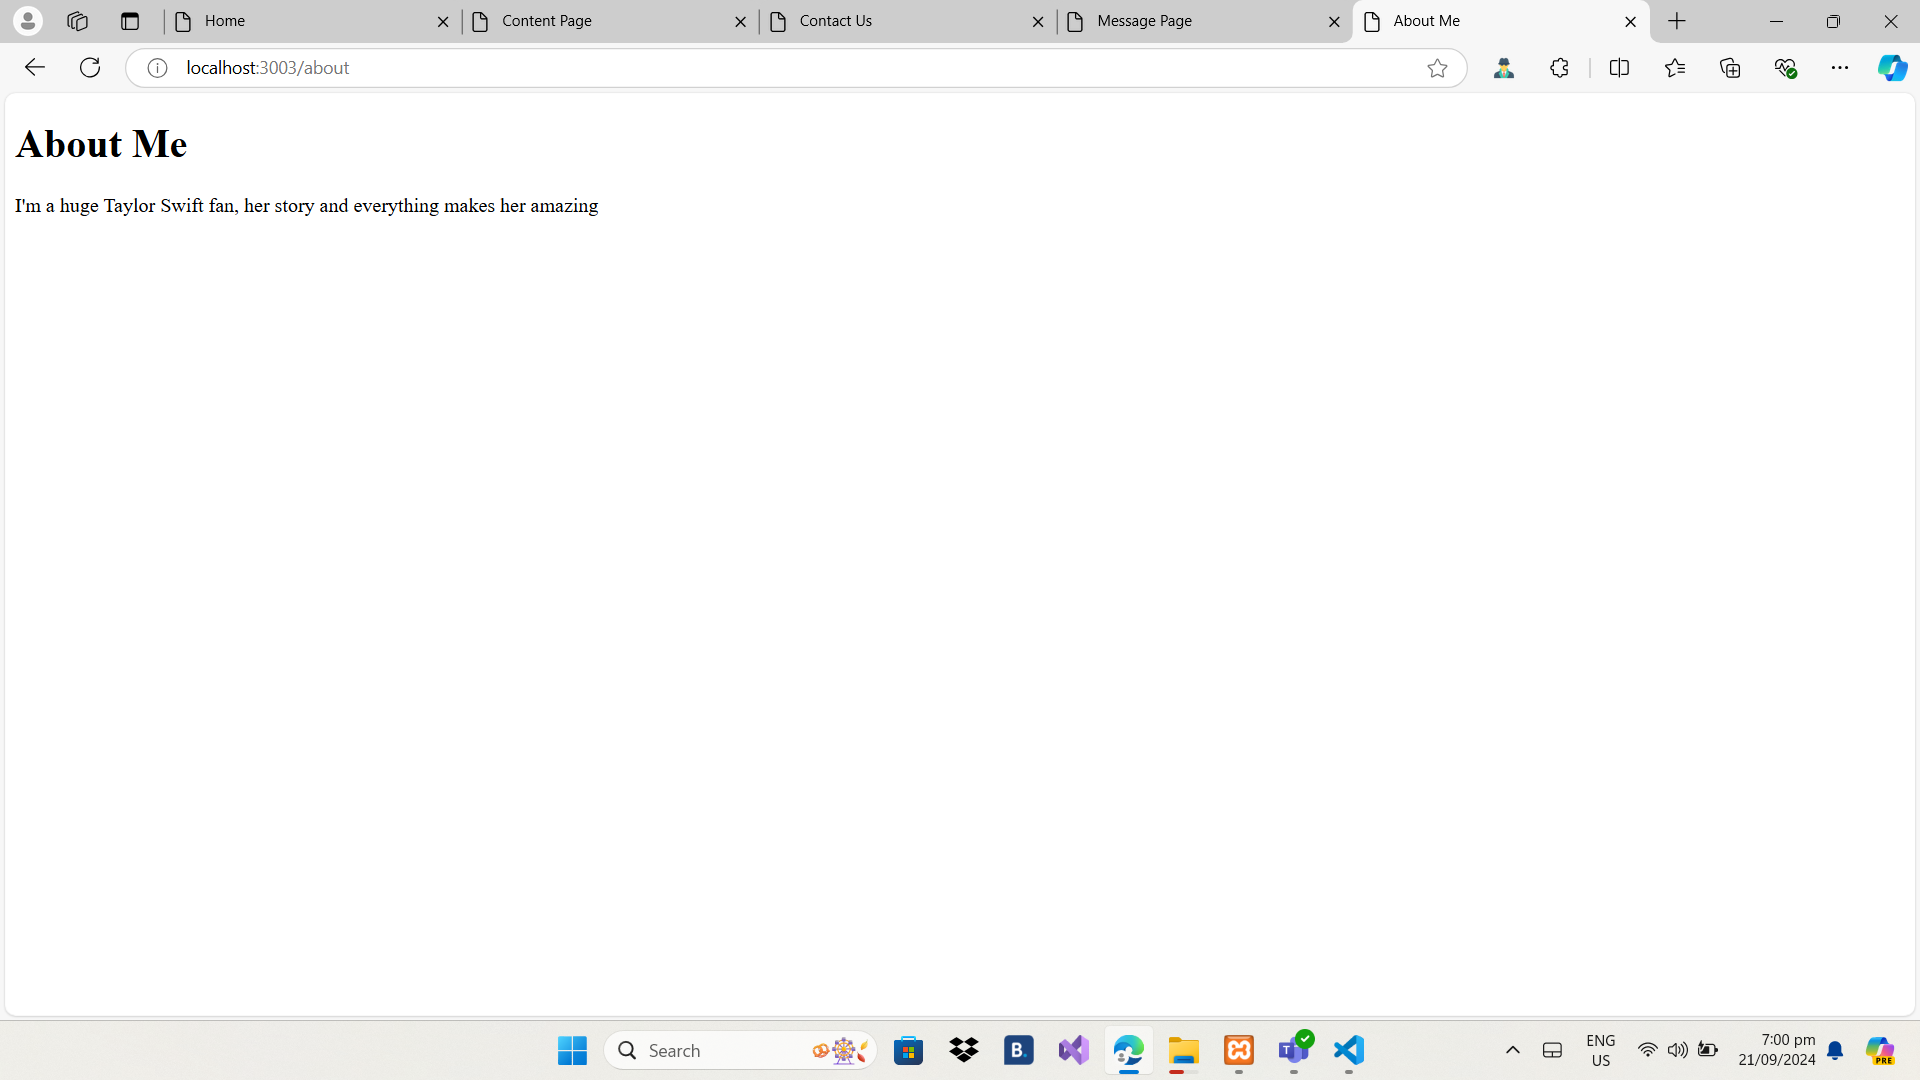 Home
Content Page
Contact Us
Message Page
About Me
localhost:3003/about
About Me
I'm a huge Taylor Swift fan, her story and everything makes her amazing
Search
B.
T
PRE
ENG
US
7:00 pm
21/09/2024